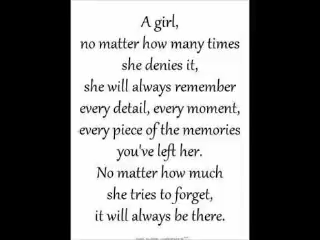 A girl,
no matter how many times
she denies it,
she will always remember
every detail, every moment,
every piece of the memories
you've left her.
No matter how much
she tries to forget,
it will always be there.